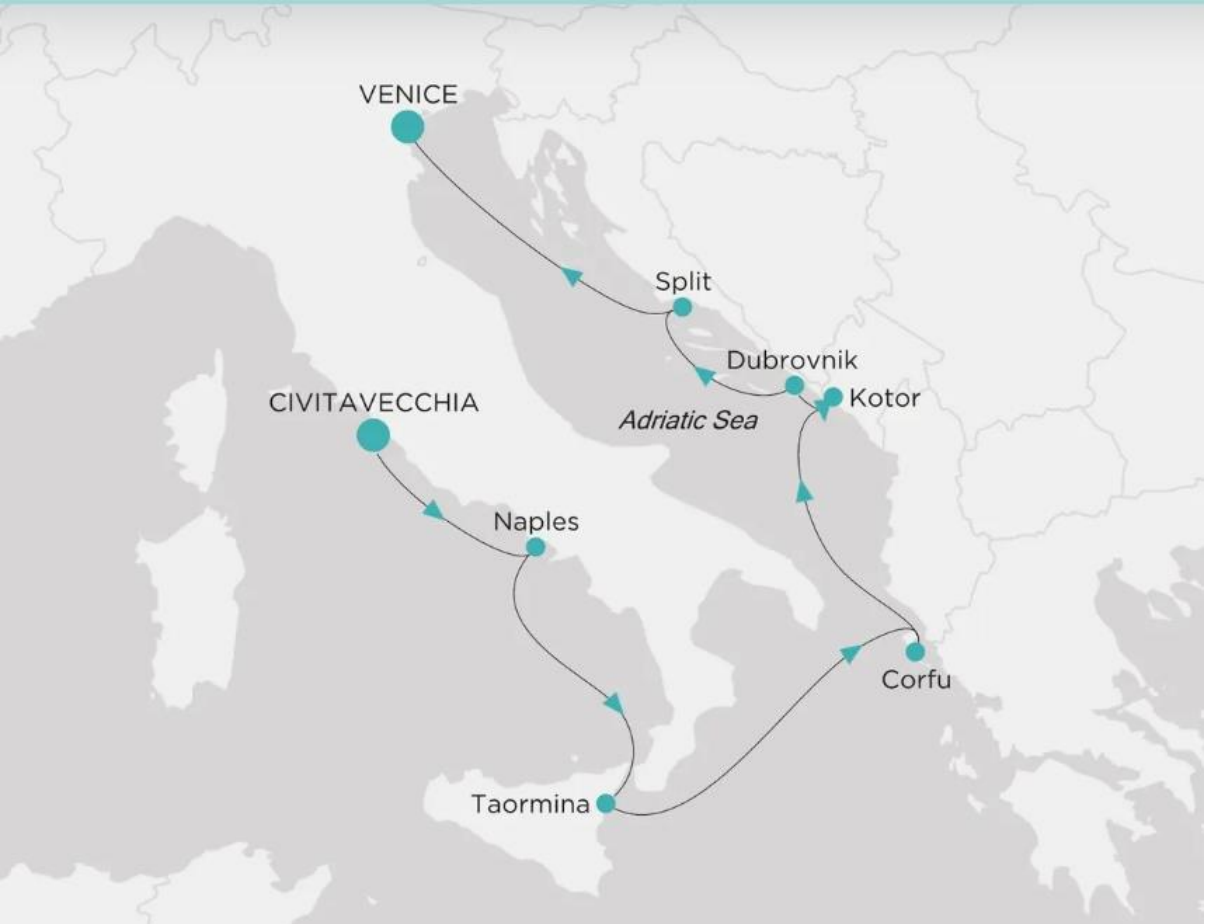 VENICE
Split
Dubrovnik
Kotor
CIVITAVECCHIA
Adriatic Sea
Naples
Corfu
Taormina